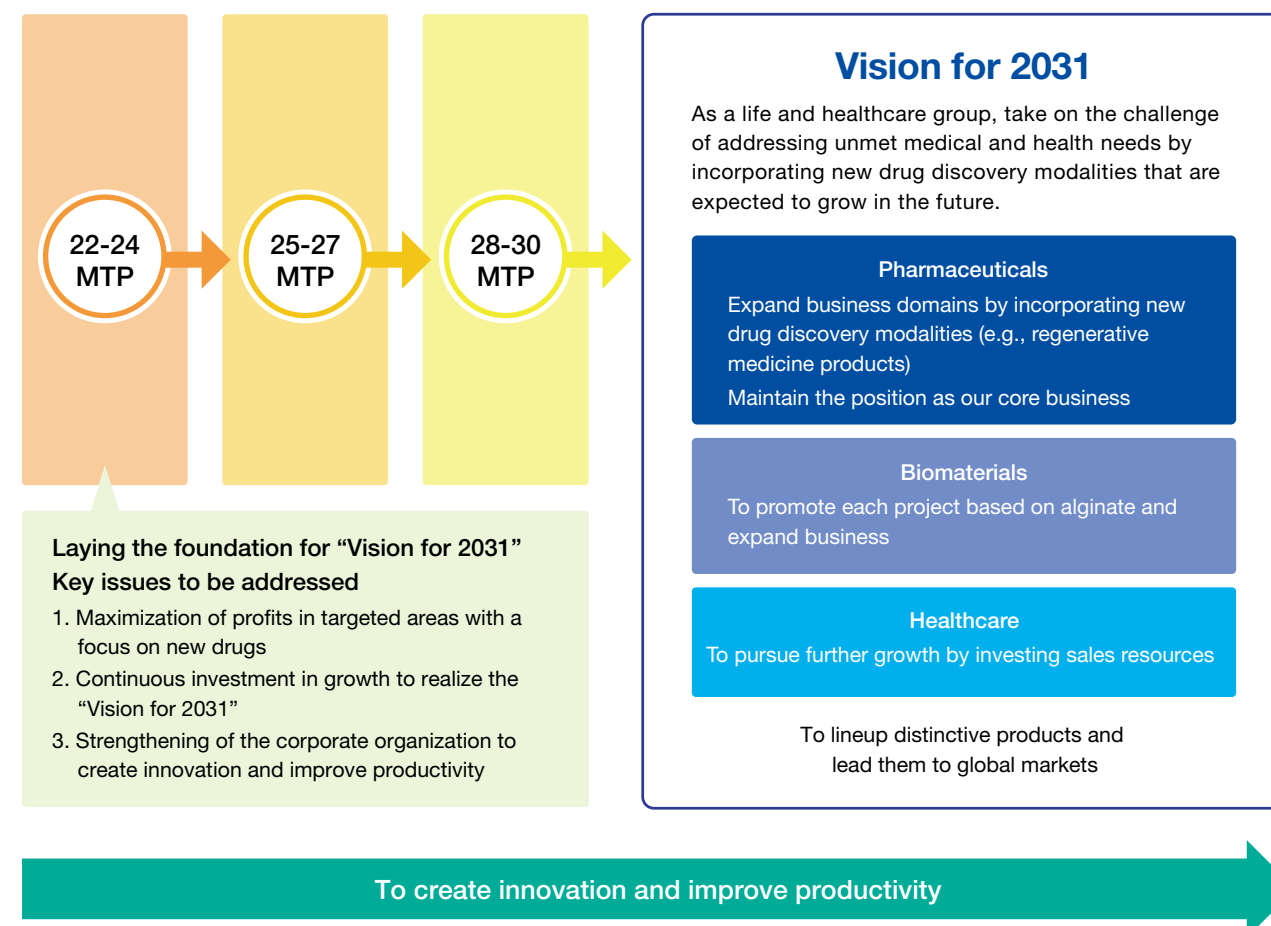 22-24
MTP
25-27
MTP
28-30
MTP
Laying the foundation for “Vision for 2031”
Key issues to be addressed
1. Maximization of profits in targeted areas with a
focus on new drugs
2. Continuous investment in growth to realize the
“Vision for 2031”
3. Strengthening of the corporate organization to
create innovation and improve productivity
Vision for 2031
As a life and healthcare group, take on the challenge
of addressing unmet medical and health needs by
incorporating new drug discovery modalities that are
expected to grow in the future.
Pharmaceuticals
Expand business domains by incorporating new
drug discovery modalities (e.g., regenerative
medicine products)
Maintain the position as our core business
Biomaterials
To promote each project based on alginate and
expand business
Healthcare
To pursue further growth by investing sales resources
To lineup distinctive products and
lead them to global markets
To create innovation and improve productivity